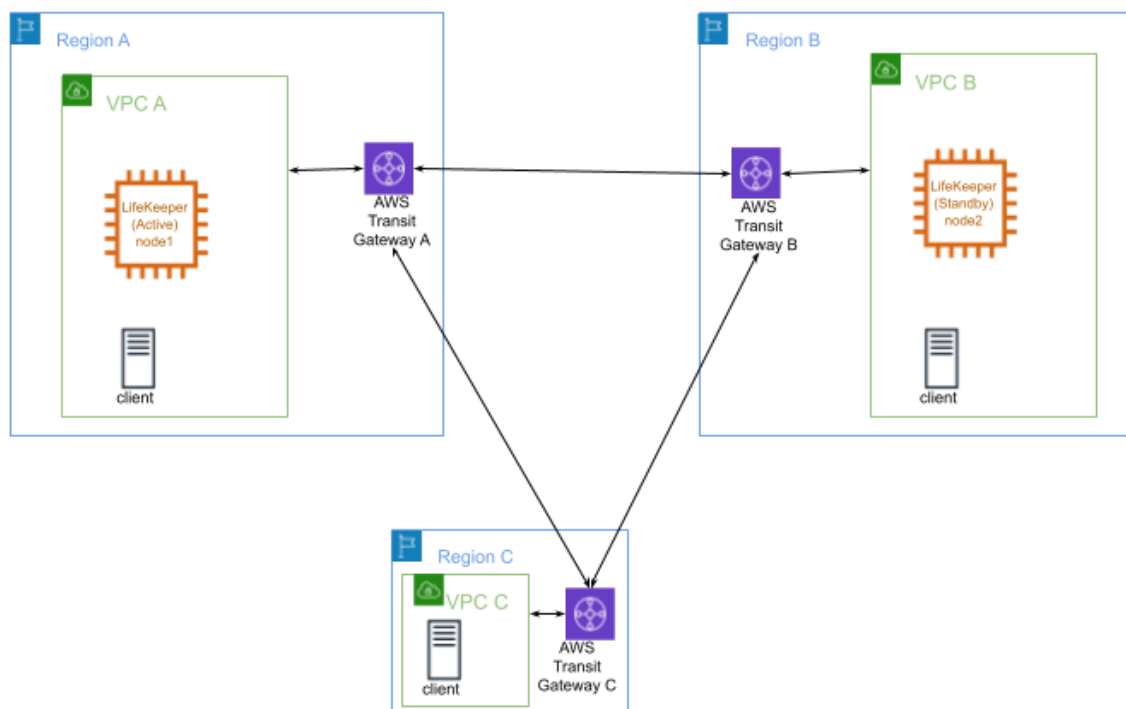 Region A
VPC A
LifeKeeper
(Active)
node1
client
AWS
Transit
Gateway A
Region B
VPC B
AWS
Transit
Gateway B
LifeKeeper
(Standby)
node2
client
Region C
VPC C
client
AWS
Transit
Gateway C